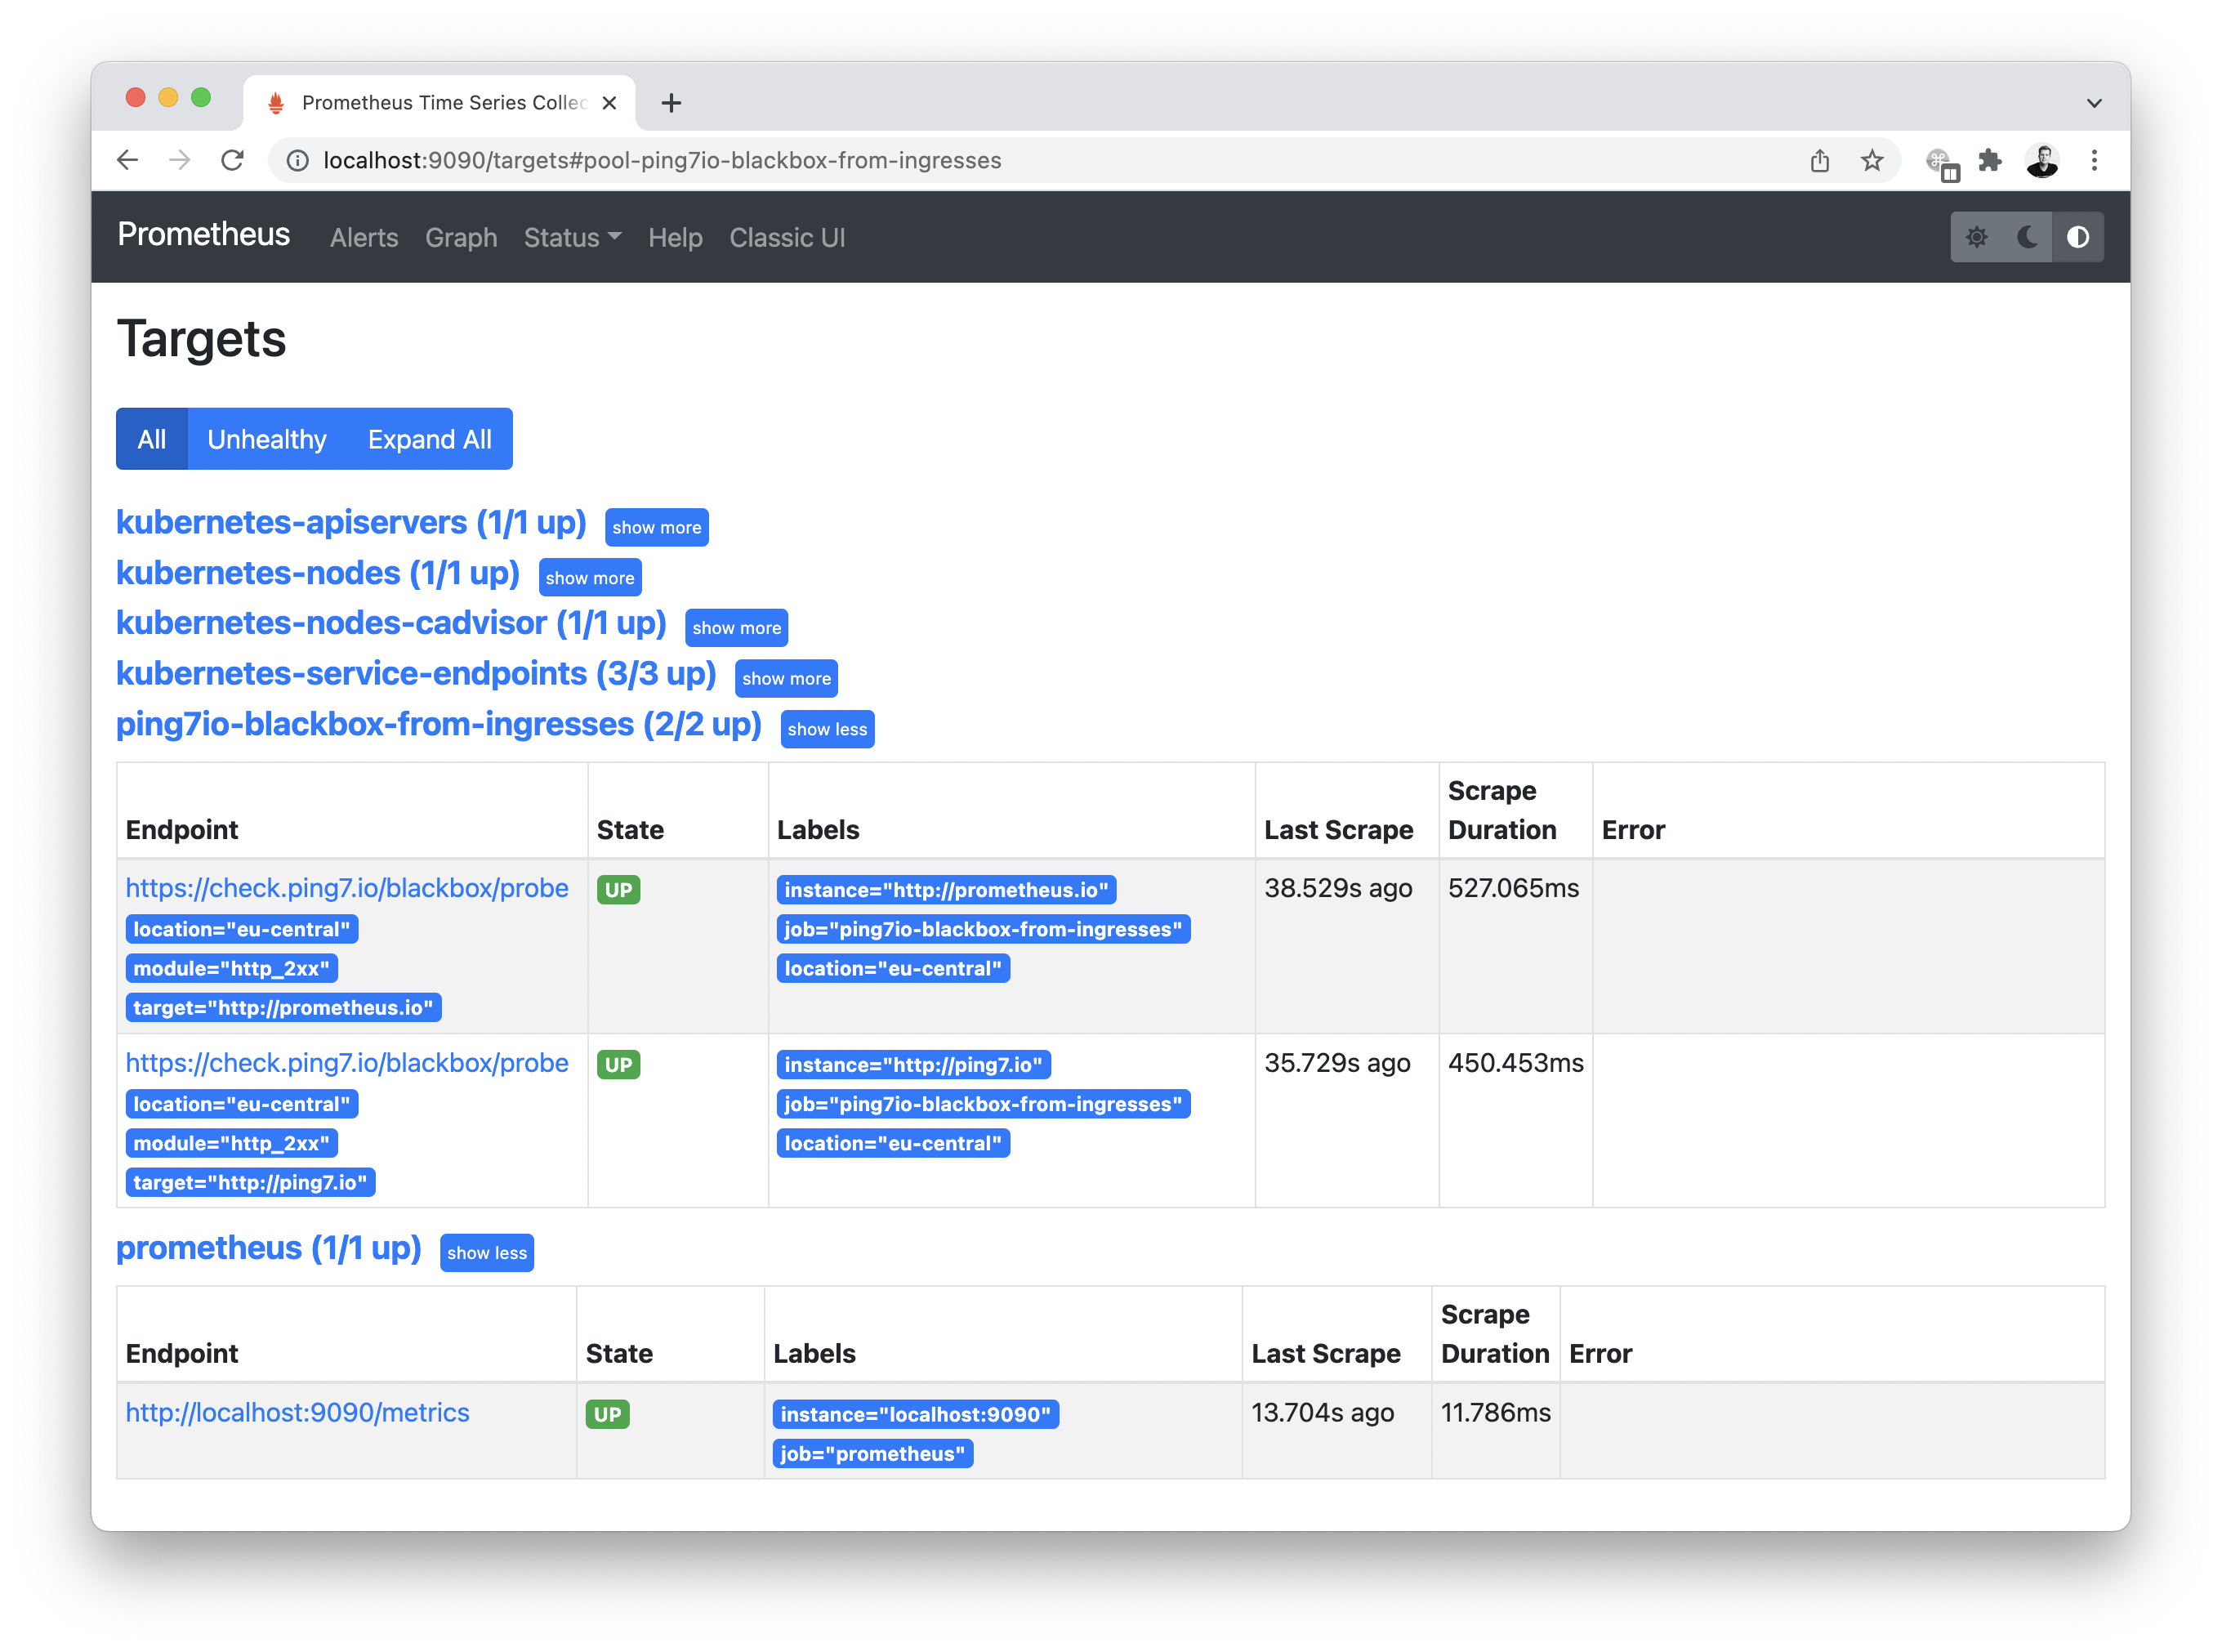 Prometheus Time Series Collec
localhost:9090/targets#pool-ping7io-blackbox-from-ingresses
Prometheus Alerts Graph Status Help Classic UI
Targets
All Unhealthy Expand All
kubernetes-apiservers (1/1 up) show more
kubernetes-nodes (1/1 up) show more
kubernetes-nodes-cadvisor (1/1 up) show more
kubernetes-service-endpoints (3/3 up) show more
ping7io-blackbox-from-ingresses (2/2 up) show less
Endpoint State Labels Last Scrape Scrape Duration Error
https://check.ping7.io/blackbox/probe UP instance="http://prometheus.io" 38.529s ago 527.065ms
location="eu-central" job="ping7io-blackbox-from-ingresses"
module="http_2xx" location="eu-central"
target="http://prometheus.io"
https://check.ping7.io/blackbox/probe UP instance="http://ping7.io" 35.729s ago 450.453ms
location="eu-central" job="ping7io-blackbox-from-ingresses"
module="http_2xx" location="eu-central"
target="http://ping7.io"
prometheus (1/1 up) show less
Endpoint State Labels Last Scrape Scrape Duration Error
http://localhost:9090/metrics UP instance="localhost:9090" 13.704s ago 11.786ms
job="prometheus"